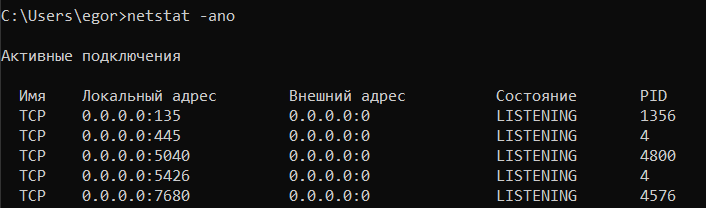 C:\Users\egor>netstat -ano
Активные подключения
Имя Локальный адрес Внешний адрес Состояние PID
TCP 0.0.0.0:135 0.0.0.0:0 LISTENING 1356
TCP 0.0.0.0:445 0.0.0.0:0 LISTENING 4
TCP 0.0.0.0:5040 0.0.0.0:0 LISTENING 4800
TCP 0.0.0.0:5426 0.0.0.0:0 LISTENING 4
TCP 0.0.0.0:7680 0.0.0.0:0 LISTENING 4576